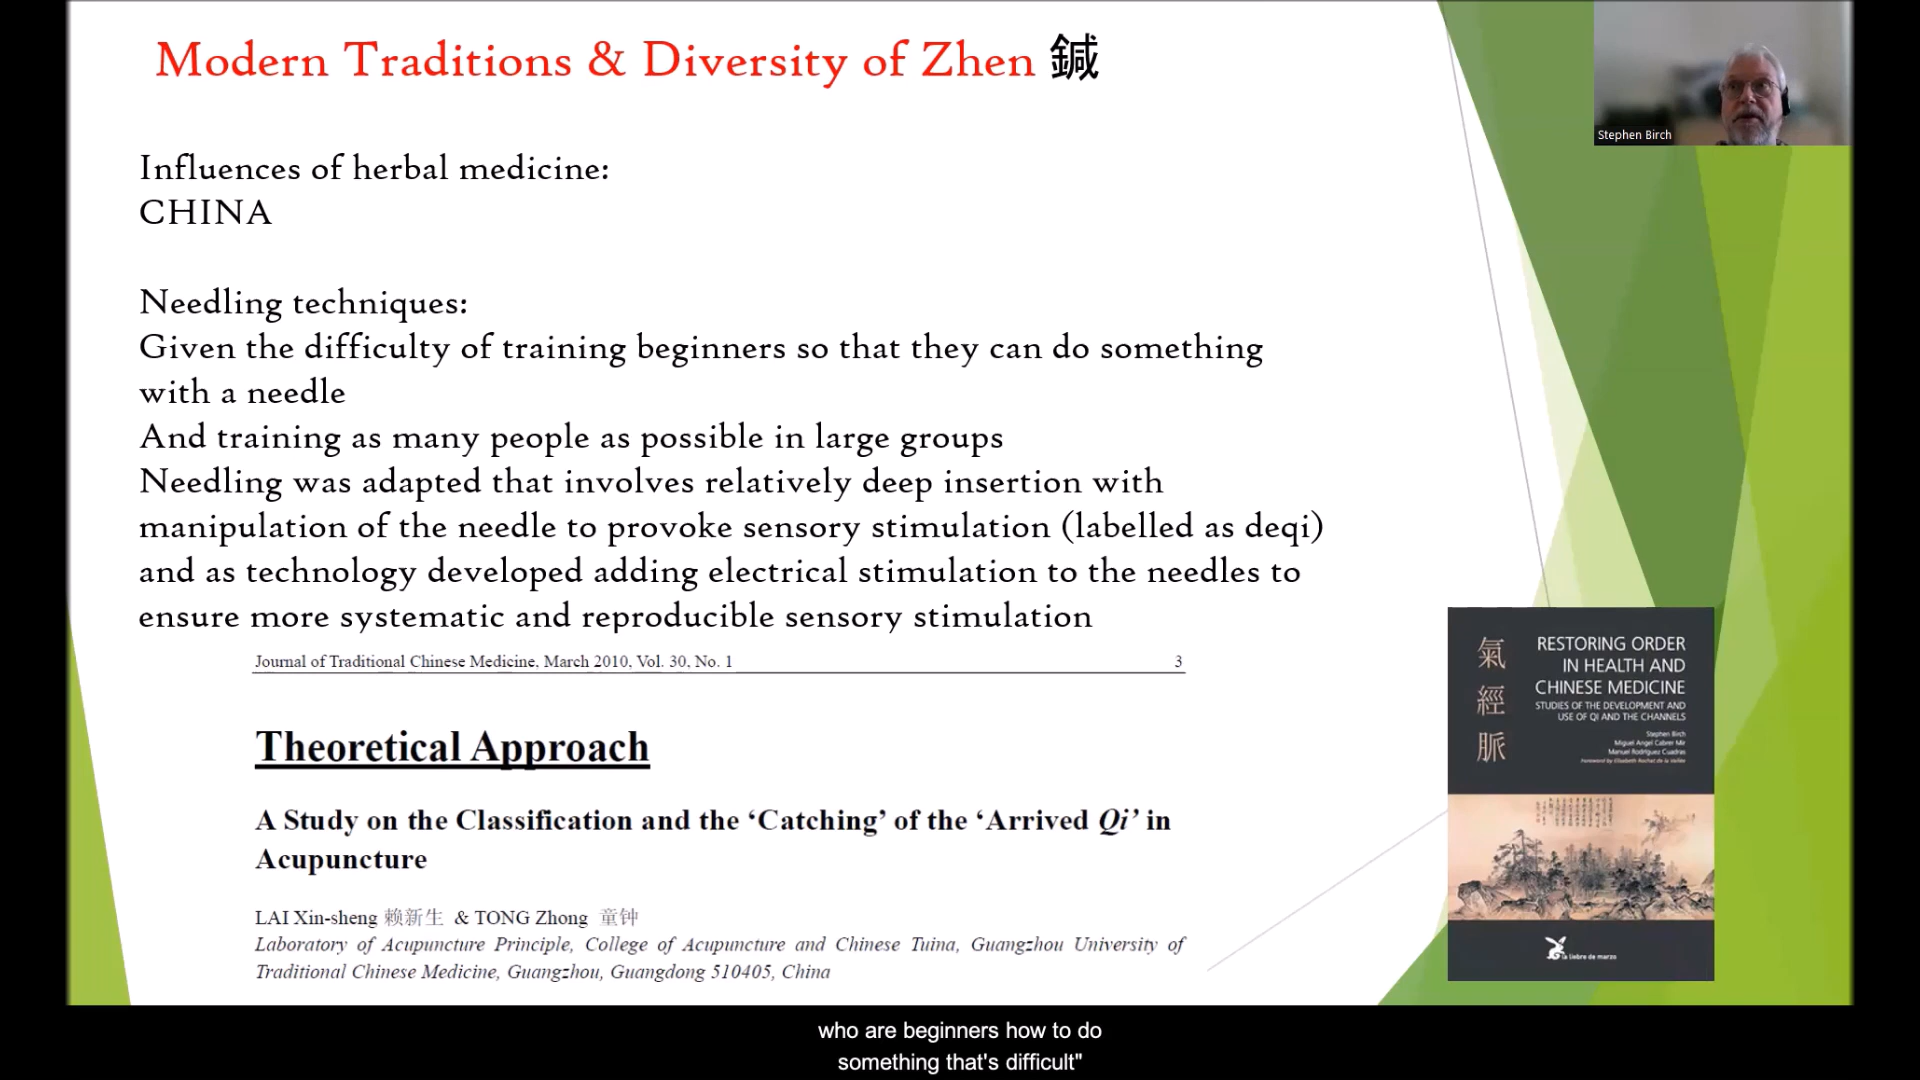 Modern Traditions & Diversity of Zhen 鍼
Stephen Birch
Influences of herbal medicine:
CHINA
Needling techniques:
Given the difficulty of training beginners so that they can do something
with a needle
And training as many people as possible in large groups
Needling was adapted that involves relatively deep insertion with
manipulation of the needle to provoke sensory stimulation (labelled as deqi)
and as technology developed adding electrical stimulation to the needles to
ensure more systematic and reproducible sensory stimulation
Journal of Traditional Chinese Medicine, March 2010, Vol. 30, No. 1 3
Theoretical Approach
A Study on the Classification and the ‘Catching’ of the ‘Arrived Qi’ in
Acupuncture
LAI Xin-sheng 赖新生 & TONG Zhong 童钟
Laboratory of Acupuncture Principle, College of Acupuncture and Chinese Tuina, Guangzhou University of
Traditional Chinese Medicine, Guangzhou, Guangdong 510405, China
氣
經
脈
RESTORING ORDER
IN HEALTH AND
CHINESE MEDICINE
STUDIES OF THE DEVELOPMENT AND
USE OF QI AND THE CHANNELS
Stephen Birch
Miguel Angel Cabrer Mir
Manuel Rodríguez Cuadras
Foreword by Elisabeth Rochat de la Vallée
la liebre de marzo
who are beginners how to do
something that's difficult"